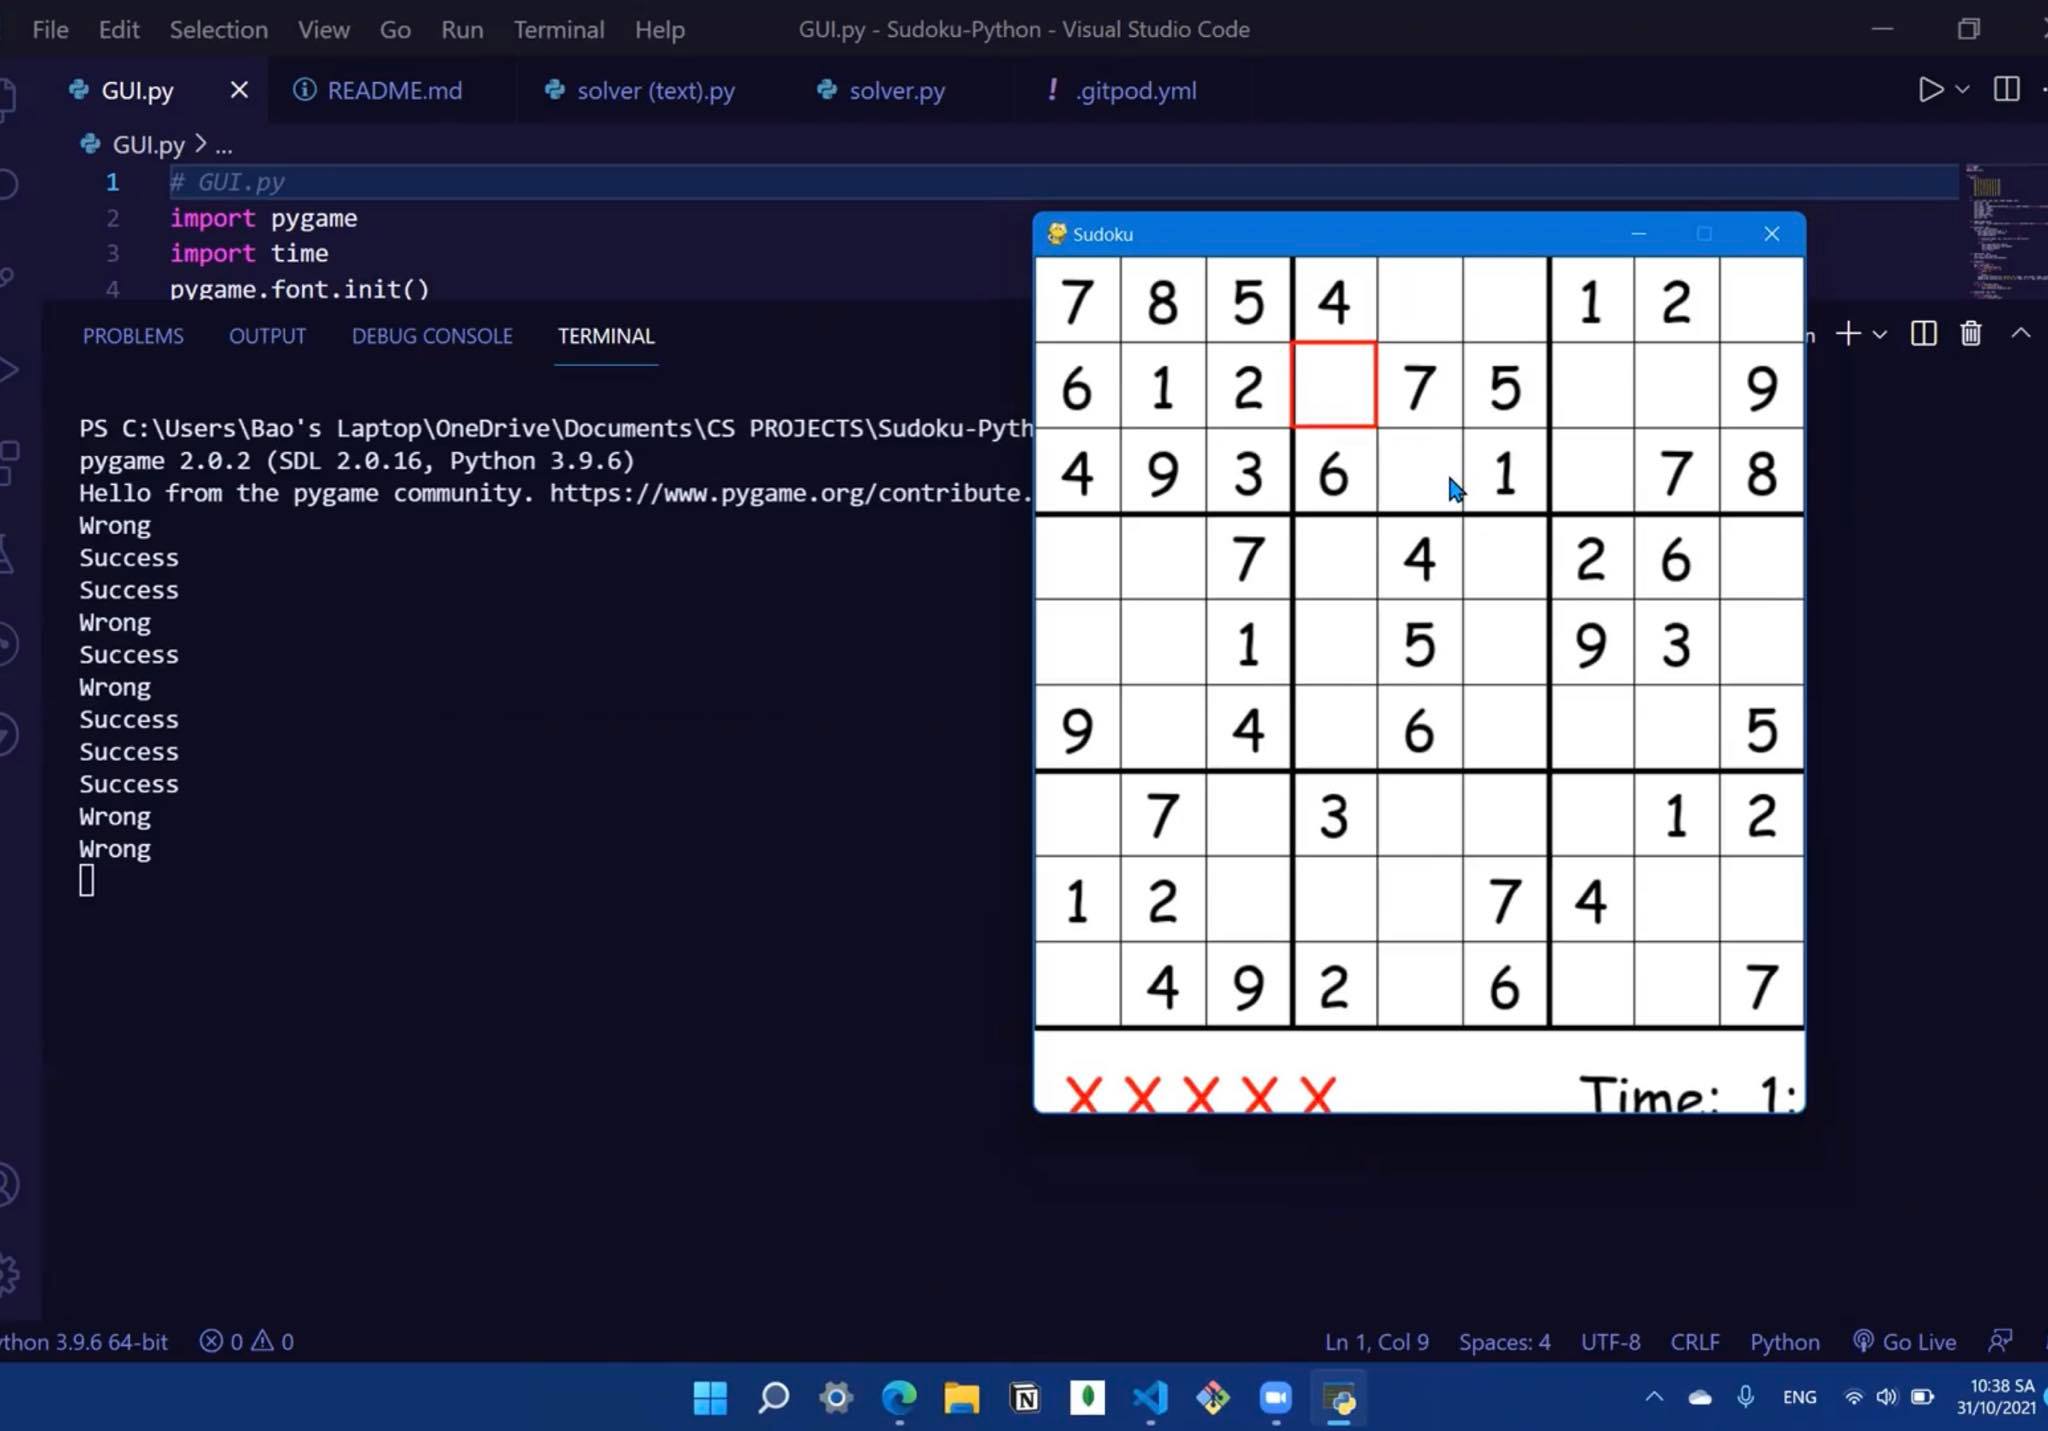 File Edit Selection View Go Run Terminal Help GUI.py - Sudoku-Python - Visual Studio Code
GUI.py README.md solver (text).py solver.py ! .gitpod.yml
GUI.py > ...
1 # GUI.py
2 import pygame
3 import time
4 pygame.font.init()
PROBLEMS OUTPUT DEBUG CONSOLE TERMINAL
PS C:\Users\Bao's Laptop\OneDrive\Documents\CS PROJECTS\Sudoku-Pyth
pygame 2.0.2 (SDL 2.0.16, Python 3.9.6)
Hello from the pygame community. https://www.pygame.org/contribute.
Wrong
Success
Success
Wrong
Success
Wrong
Success
Success
Success
Wrong
Wrong
Sudoku
7 8 5 4 1 2
6 1 2 7 5 9
4 9 3 6 1 7 8
7 4 2 6
1 5 9 3
9 4 6 5
7 3 1 2
1 2 7 4
4 9 2 6 7
X X X X X Time: 1:
ython 3.9.6 64-bit 0 0 Ln 1, Col 9 Spaces: 4 UTF-8 CRLF Python Go Live
ENG 10:38 SA
31/10/2021